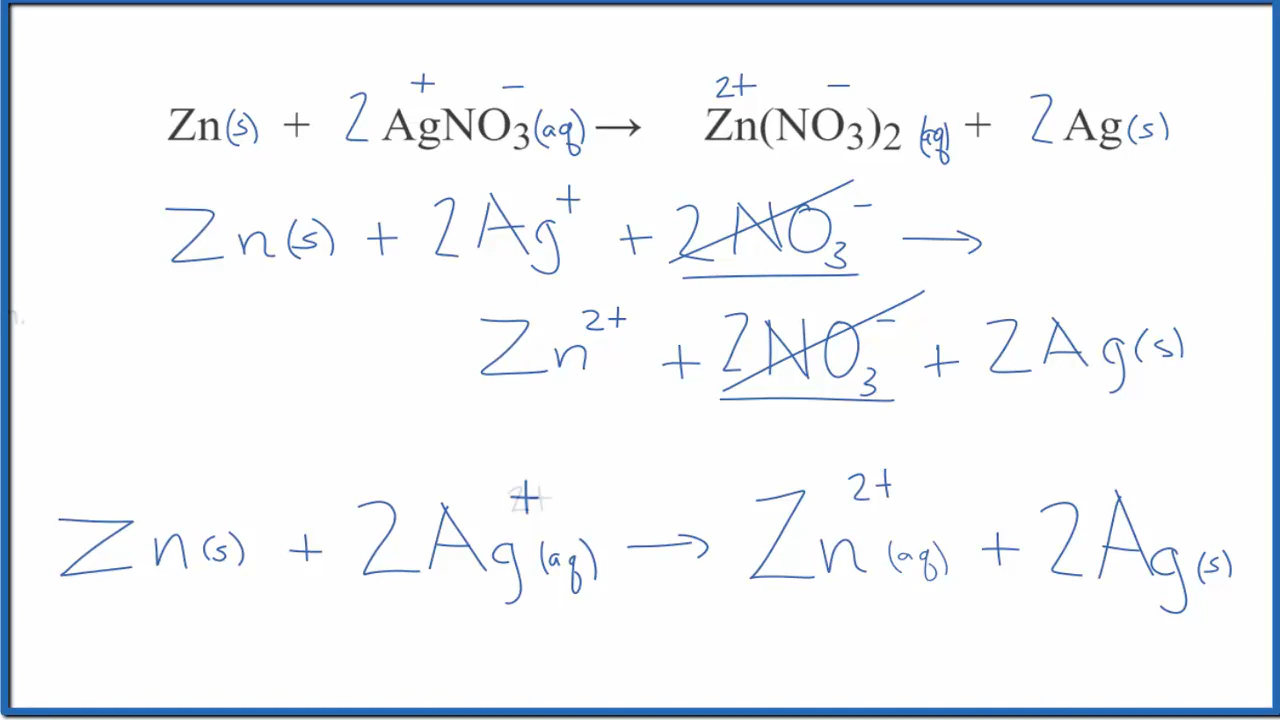 Zn(s) + 2AgNO₃(aq) → Zn(NO₃)₂(aq) + 2Ag(s)
+ − 2+ −
Zn(s) + 2Ag⁺ + 2NO₃⁻ →
Zn²⁺ + 2NO₃⁻ + 2Ag(s)
Zn(s) + 2Ag⁺(aq) → Zn²⁺(aq) + 2Ag(s)